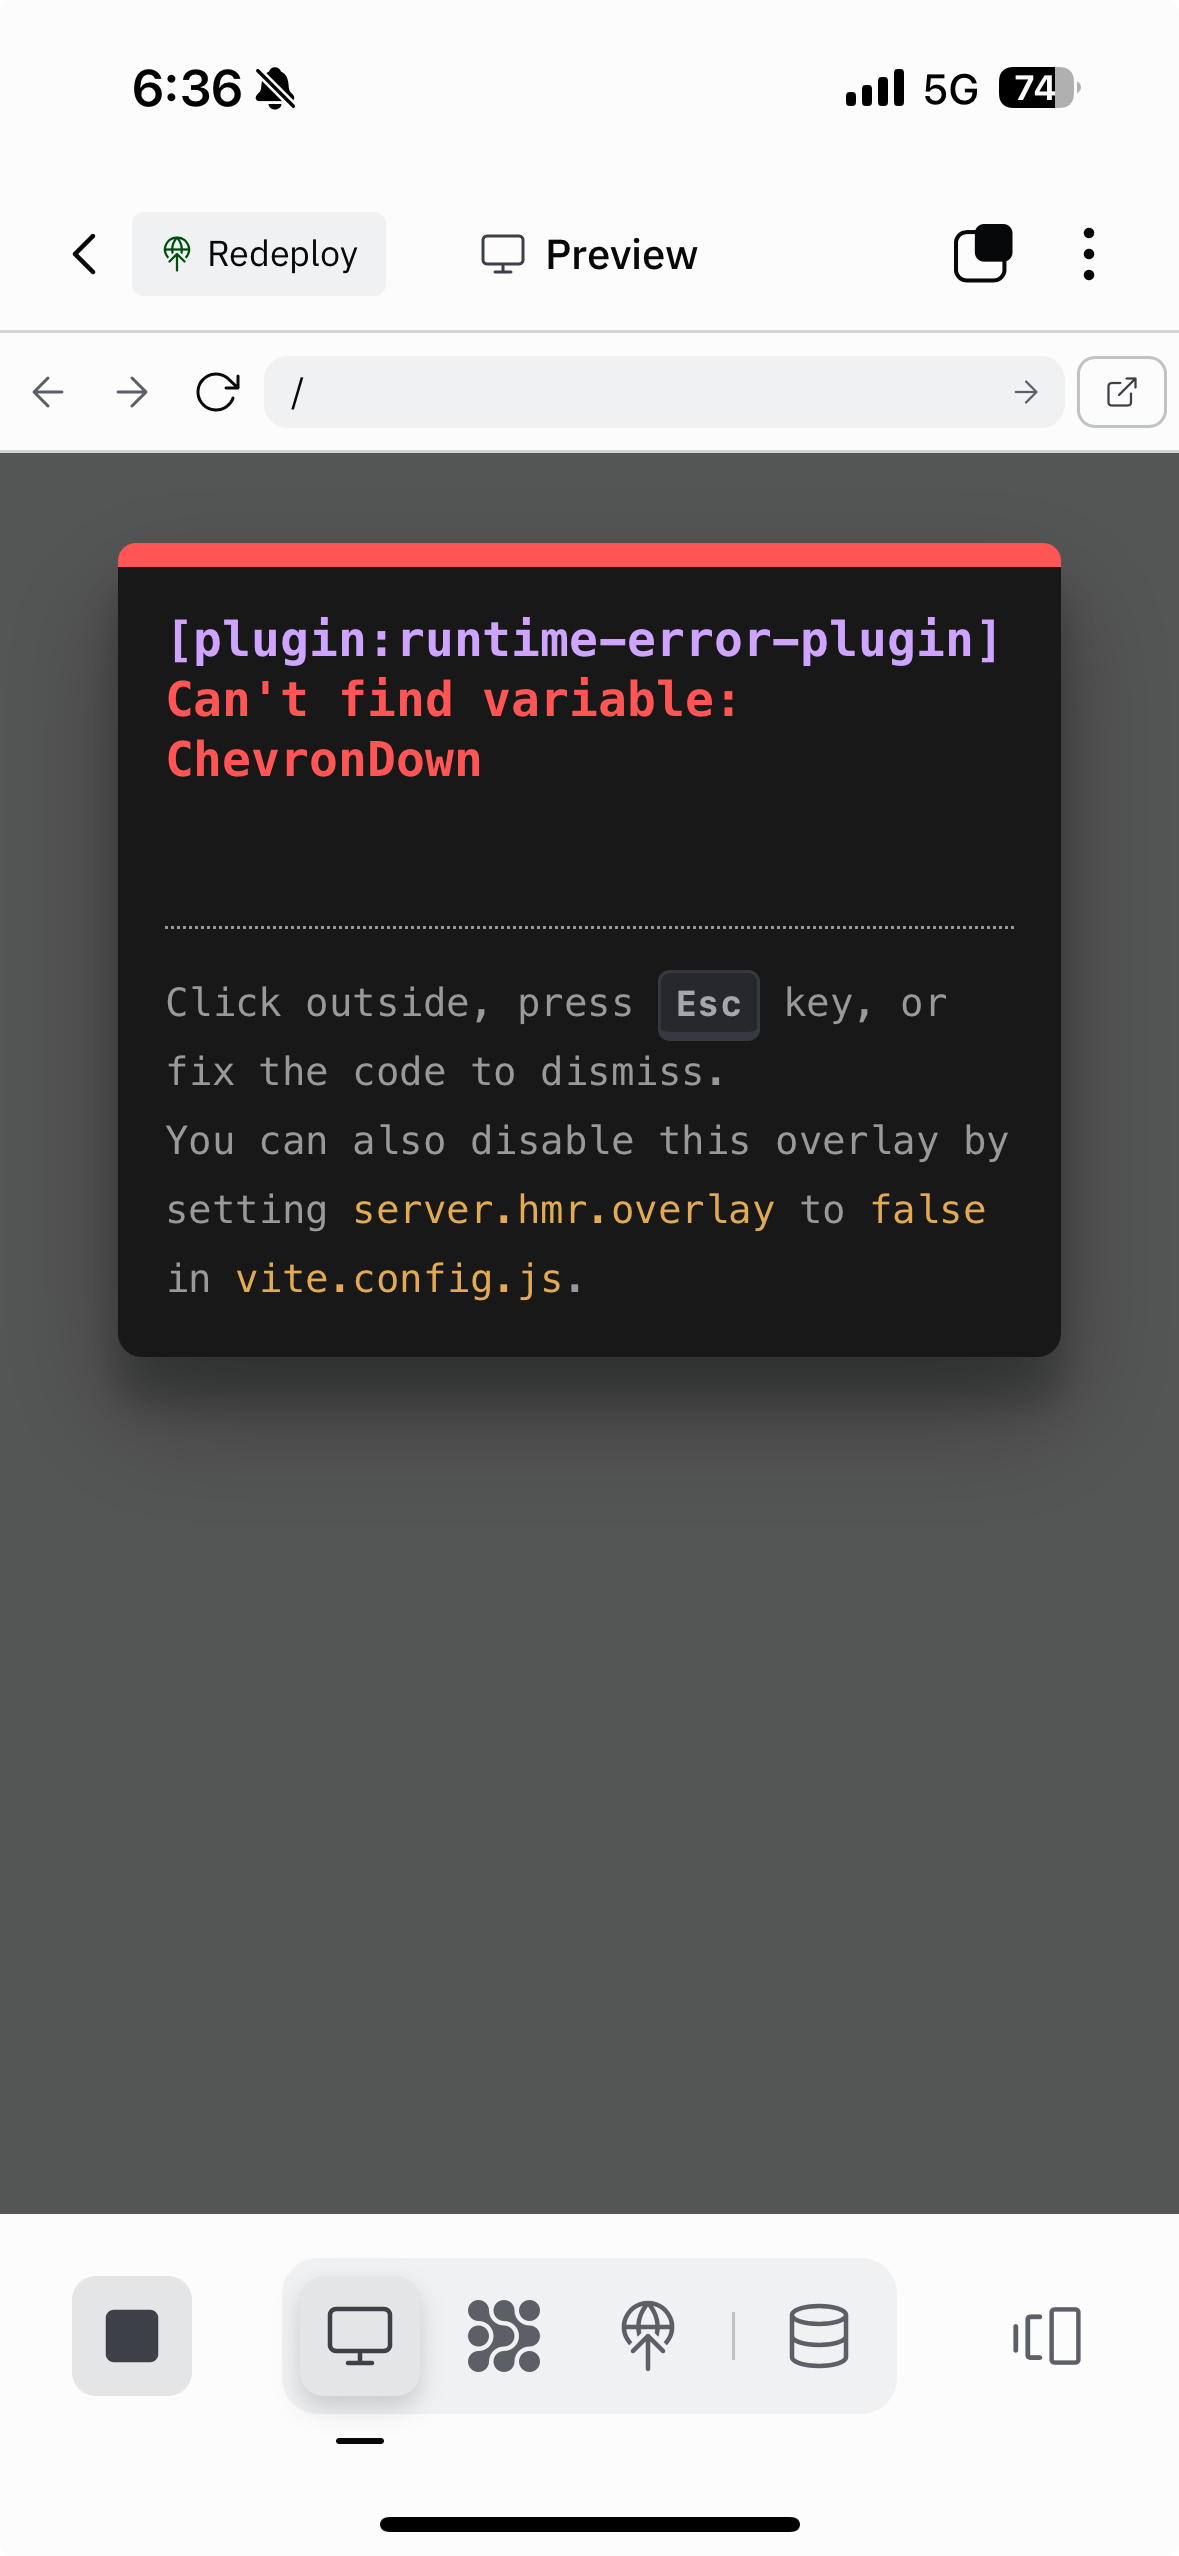 6:36
5G
74
Redeploy
Preview
/
[plugin:runtime-error-plugin]
Can't find variable:
ChevronDown
Click outside, press Esc key, or
fix the code to dismiss.
You can also disable this overlay by
setting server.hmr.overlay to false
in vite.config.js.